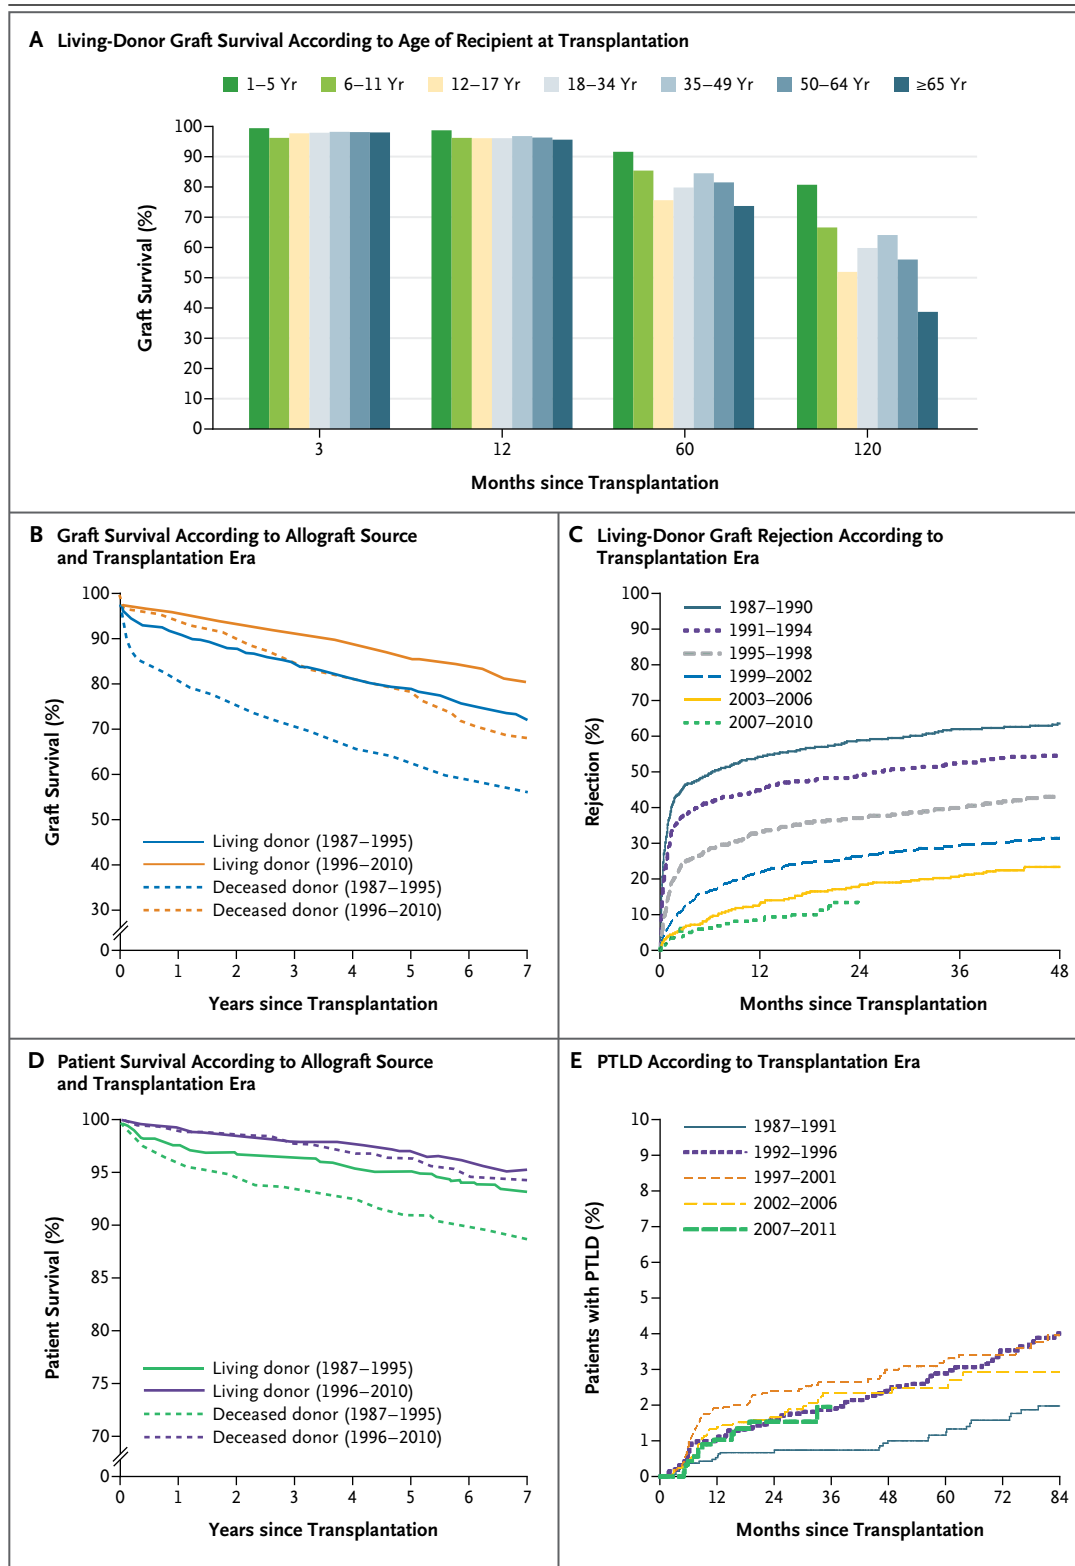 A Living-Donor Graft Survival According to Age of Recipient at Transplantation
1–5 Yr 6–11 Yr 12–17 Yr 18–34 Yr 35–49 Yr 50–64 Yr ≥65 Yr
Graft Survival (%)
100
90
80
70
60
50
40
30
20
10
0
3 12 60 120
Months since Transplantation
B Graft Survival According to Allograft Source
and Transplantation Era
Graft Survival (%)
100
90
80
70
60
50
40
30
0
Living donor (1987–1995)
Living donor (1996–2010)
Deceased donor (1987–1995)
Deceased donor (1996–2010)
0 1 2 3 4 5 6 7
Years since Transplantation
C Living-Donor Graft Rejection According to
Transplantation Era
Rejection (%)
100
90
80
70
60
50
40
30
20
10
0
1987–1990
1991–1994
1995–1998
1999–2002
2003–2006
2007–2010
0 12 24 36 48
Months since Transplantation
D Patient Survival According to Allograft Source
and Transplantation Era
Patient Survival (%)
100
95
90
85
80
75
70
0
Living donor (1987–1995)
Living donor (1996–2010)
Deceased donor (1987–1995)
Deceased donor (1996–2010)
0 1 2 3 4 5 6 7
Years since Transplantation
E PTLD According to Transplantation Era
Patients with PTLD (%)
10
9
8
7
6
5
4
3
2
1
0
1987–1991
1992–1996
1997–2001
2002–2006
2007–2011
0 12 24 36 48 60 72 84
Months since Transplantation